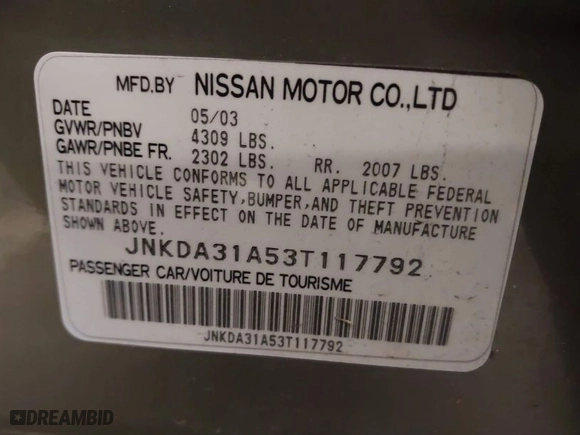 MFD.BY NISSAN MOTOR CO.,LTD
DATE 05/03
GVWR/PNBV 4309 LBS.
GAWR/PNBE FR. 2302 LBS. RR. 2007 LBS.
THIS VEHICLE CONFORMS TO ALL APPLICABLE FEDERAL
MOTOR VEHICLE SAFETY,BUMPER,AND THEFT PREVENTION
STANDARDS IN EFFECT ON THE DATE OF MANUFACTURE
SHOWN ABOVE.
JNKDA31A53T117792
PASSENGER CAR/VOITURE DE TOURISME
JNKDA31A53T117792
DREAMBID